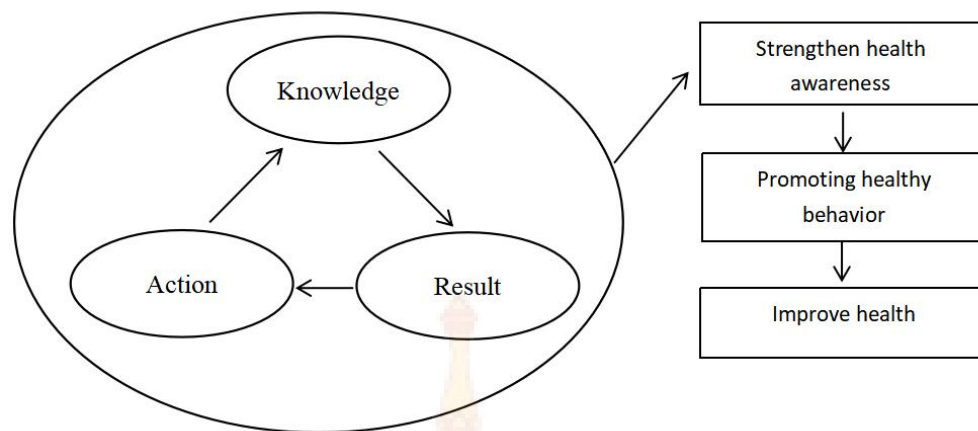 Knowledge
Action
Result
Strengthen health
awareness
Promoting healthy
behavior
Improve health